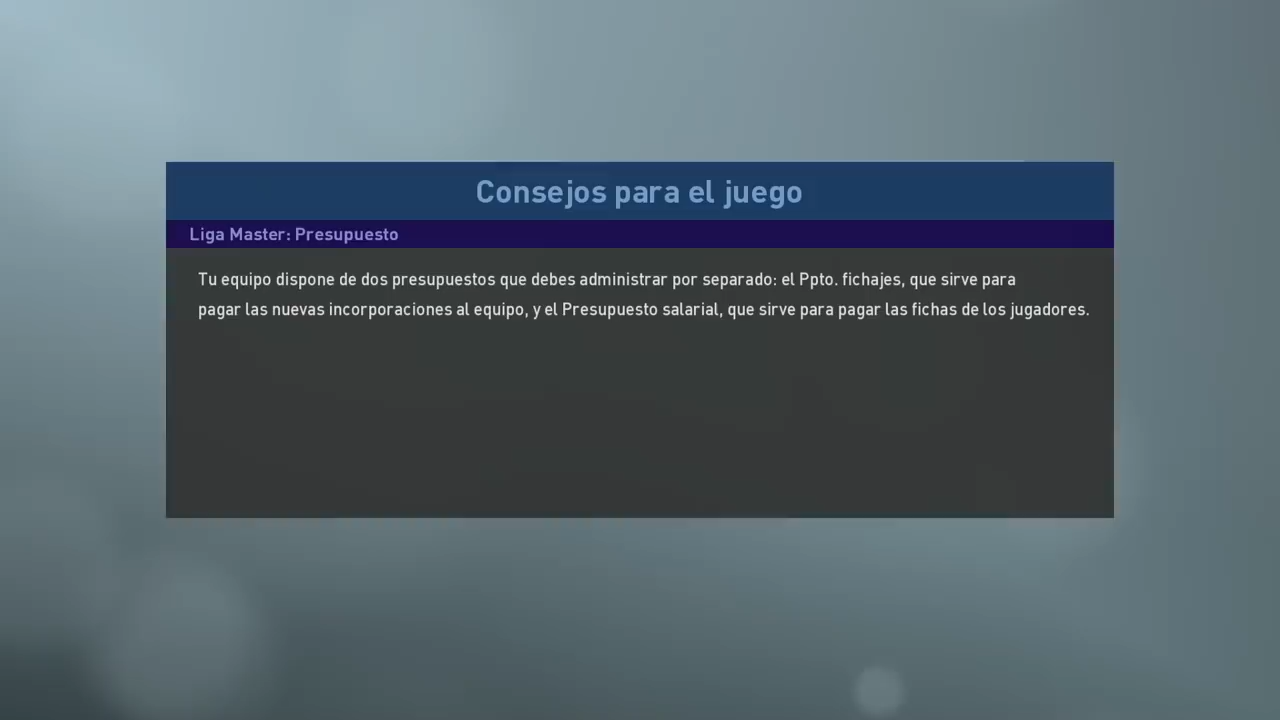 Consejos para el juego
Liga Master: Presupuesto
Tu equipo dispone de dos presupuestos que debes administrar por separado: el Ppto. fichajes, que sirve para
pagar las nuevas incorporaciones al equipo, y el Presupuesto salarial, que sirve para pagar las fichas de los jugadores.